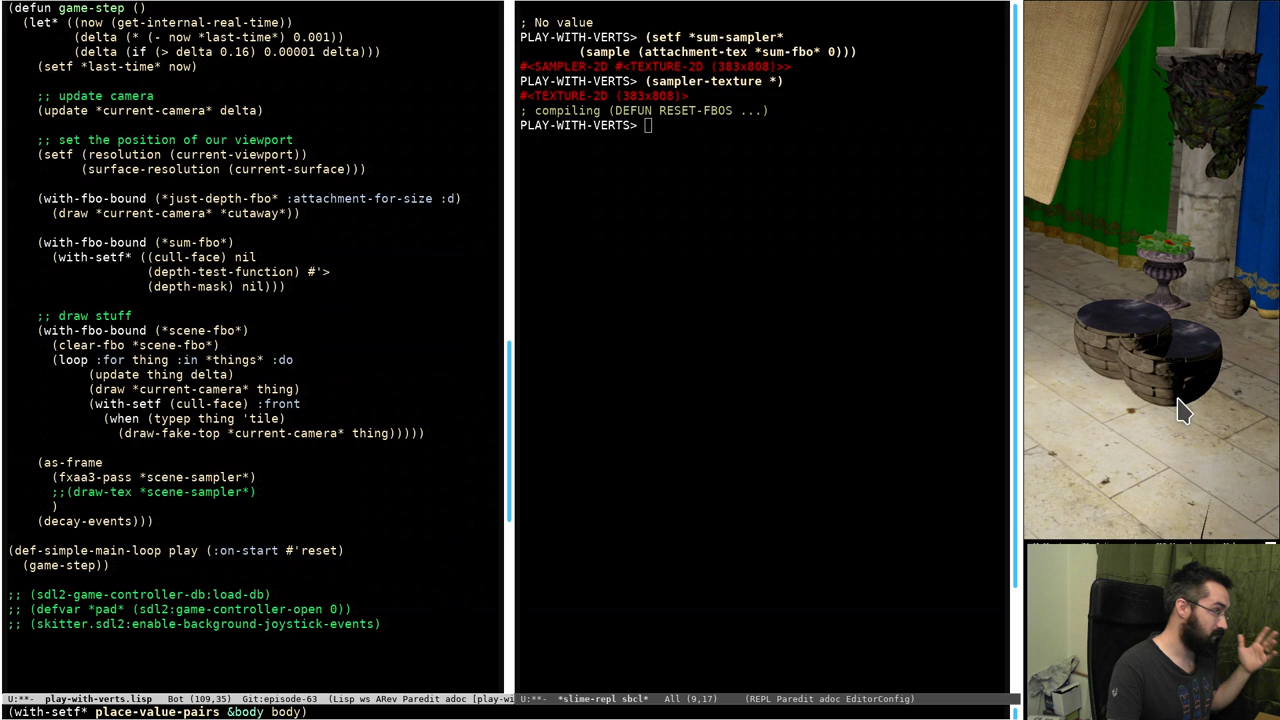 (defun game-step ()
  (let* ((now (get-internal-real-time))
         (delta (* (- now *last-time*) 0.001))
         (delta (if (> delta 0.16) 0.00001 delta)))
    (setf *last-time* now)
    ;; update camera
    (update *current-camera* delta)
    ;; set the position of our viewport
    (setf (resolution (current-viewport))
          (surface-resolution (current-surface)))
    (with-fbo-bound (*just-depth-fbo* :attachment-for-size :d)
      (draw *current-camera* *cutaway*))
    (with-fbo-bound (*sum-fbo*)
      (with-setf* ((cull-face) nil
                   (depth-test-function) #'>
                   (depth-mask) nil)))
    ;; draw stuff
    (with-fbo-bound (*scene-fbo*)
      (clear-fbo *scene-fbo*)
      (loop :for thing :in *things* :do
           (update thing delta)
           (draw *current-camera* thing)
           (with-setf (cull-face) :front
             (when (typep thing 'tile)
               (draw-fake-top *current-camera* thing)))))
    (as-frame
      (fxaa3-pass *scene-sampler*)
      ;;(draw-tex *scene-sampler*)
      )
    (decay-events)))
(def-simple-main-loop play (:on-start #'reset)
  (game-step))
;; (sdl2-game-controller-db:load-db)
;; (defvar *pad* (sdl2:game-controller-open 0))
;; (skitter.sdl2:enable-background-joystick-events)
U:**-  play-with-verts.lisp   Bot (109,35)  Git:episode-63  (Lisp ws ARev Paredit adoc [play-wi
(with-setf* place-value-pairs &body body)
; No value
PLAY-WITH-VERTS> (setf *sum-sampler*
        (sample (attachment-tex *sum-fbo* 0)))
#<SAMPLER-2D #<TEXTURE-2D (383x808)>>
PLAY-WITH-VERTS> (sampler-texture *)
#<TEXTURE-2D (383x808)>
; compiling (DEFUN RESET-FBOS ...)
PLAY-WITH-VERTS>
U:**-  *slime-repl sbcl*   All (9,17)     (REPL Paredit adoc EditorConfig)